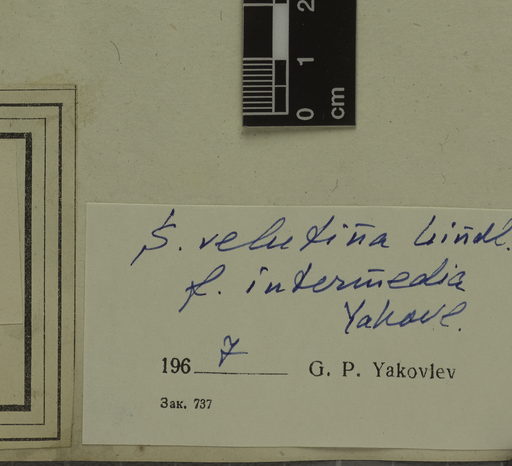 2
1
0
cm
S. velutina Lindl.
f. intermedia
Yakovl.
1967 G. P. Yakovlev
Зак. 737